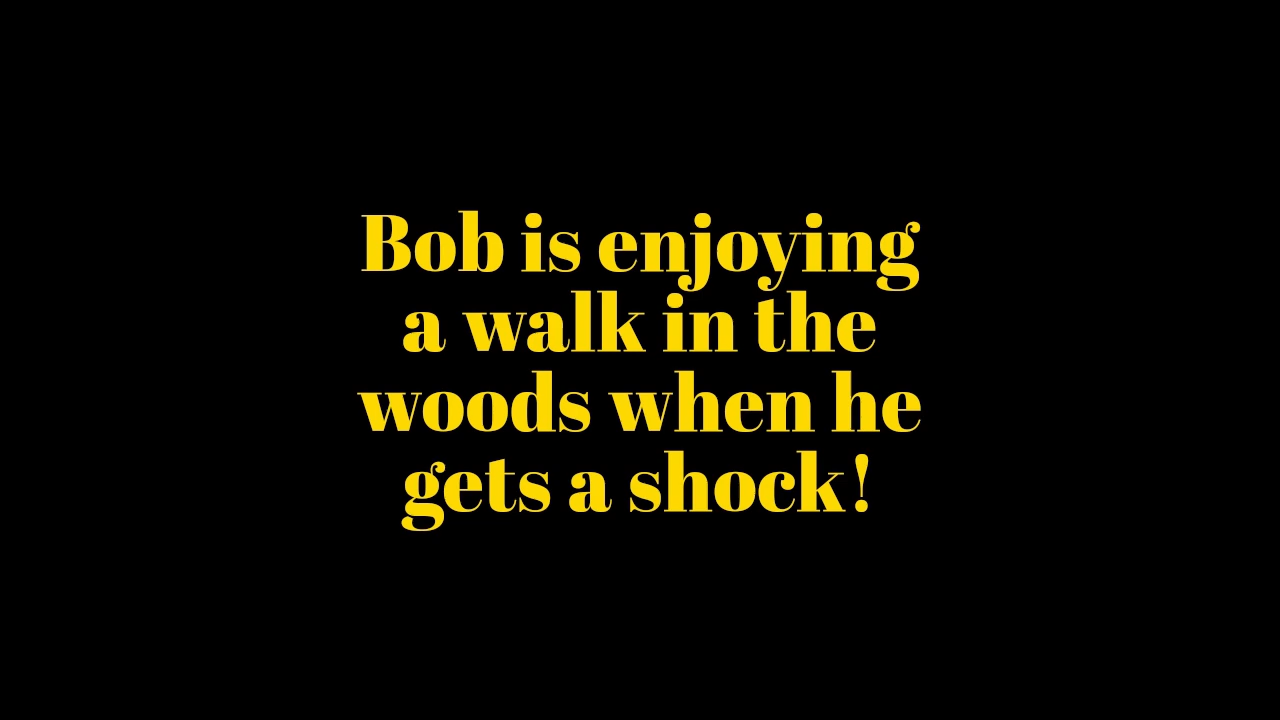 Bob is enjoying
a walk in the
woods when he
gets a shock!